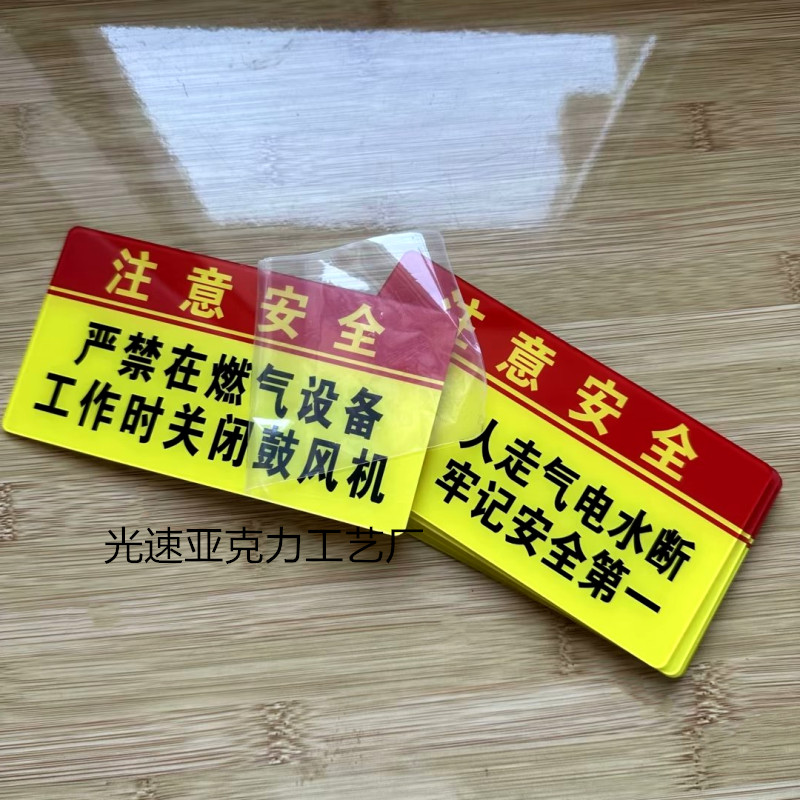 注意安全
严禁在燃气设备
工作时关闭鼓风机
注意安全
人走气电水断
牢记安全第一
光速亚克力工艺厂